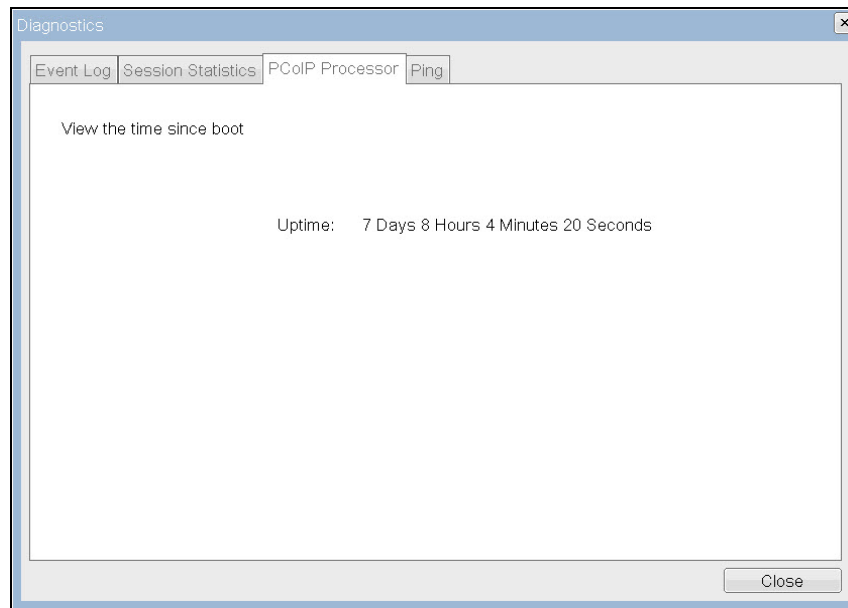 Diagnostics
Event Log Session Statistics PCoIP Processor Ping
View the time since boot
Uptime: 7 Days 8 Hours 4 Minutes 20 Seconds
Close